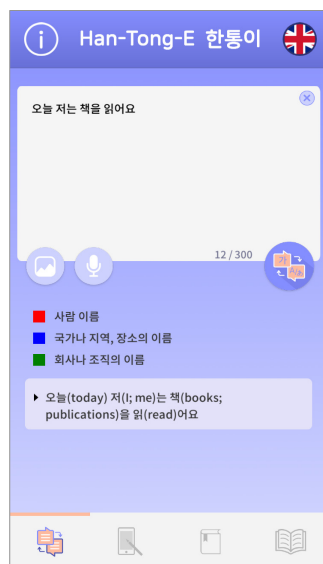 i Han-Tong-E 한통이
오늘 저는 책을 읽어요
12 / 300
가
A/a
사람 이름
국가나 지역, 장소의 이름
회사나 조직의 이름
오늘(today) 저(I; me)는 책(books;
publications)을 읽(read)어요